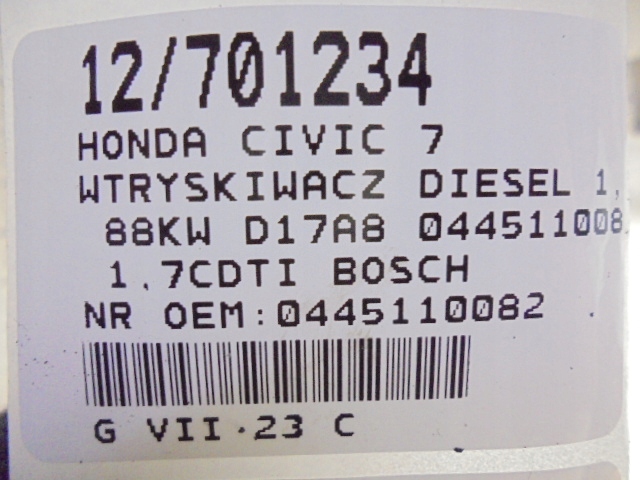 12/701234
HONDA CIVIC 7
WTRYSKIWACZ DIESEL 1,
88KW D17A8 044511008
1.7CDTI BOSCH
NR OEM:0445110082
G VII.23 C